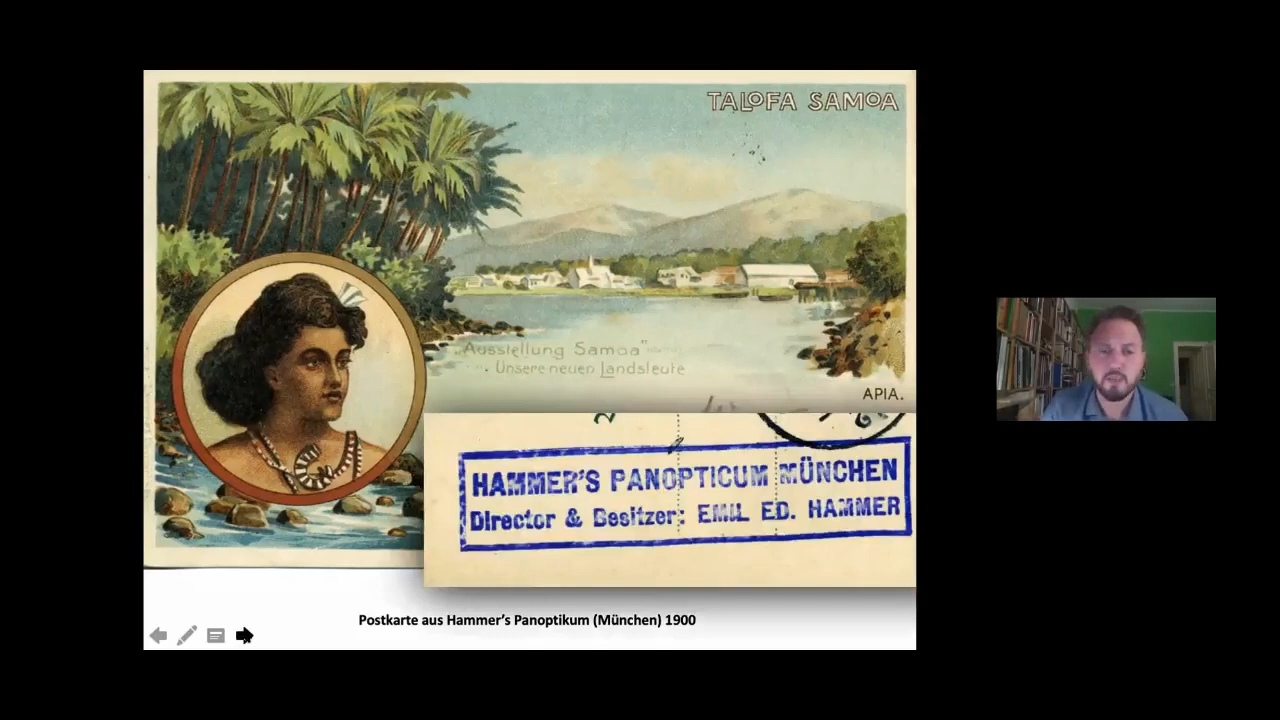 TALOFA SAMOA
„Ausstellung Samoa"
Unsere neuen Landsleute
APIA.
HAMMER'S PANOPTICUM MÜNCHEN
Director & Besitzer: EMIL ED. HAMMER
Postkarte aus Hammer's Panoptikum (München) 1900